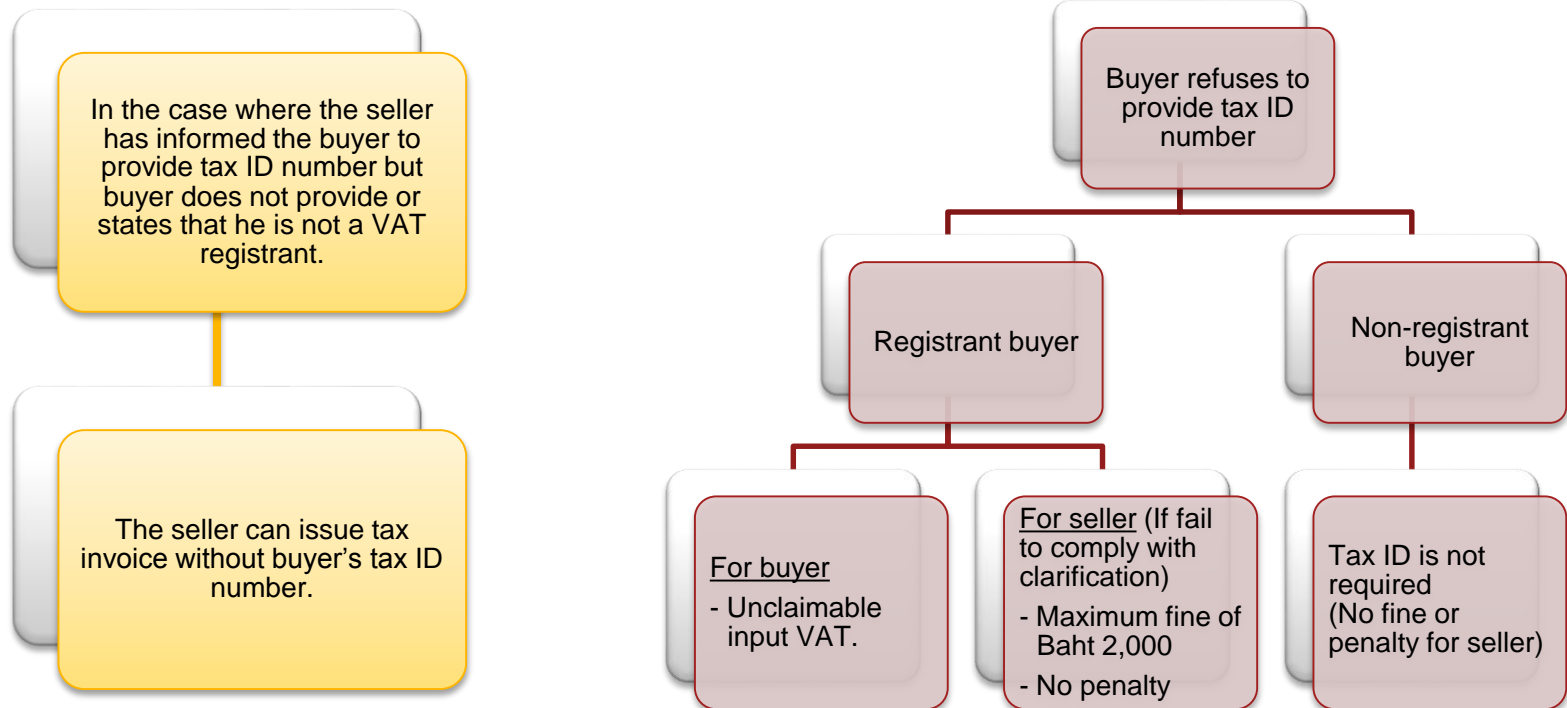 In the case where the seller
has informed the buyer to
provide tax ID number but
buyer does not provide or
states that he is not a VAT
registrant.
The seller can issue tax
invoice without buyer's tax ID
number.
Buyer refuses to
provide tax ID
number
Registrant buyer
Non-registrant
buyer
For buyer
- Unclaimable
input VAT.
For seller (If fail
to comply with
clarification)
- Maximum fine of
Baht 2,000
- No penalty
Tax ID is not
required
(No fine or
penalty for seller)